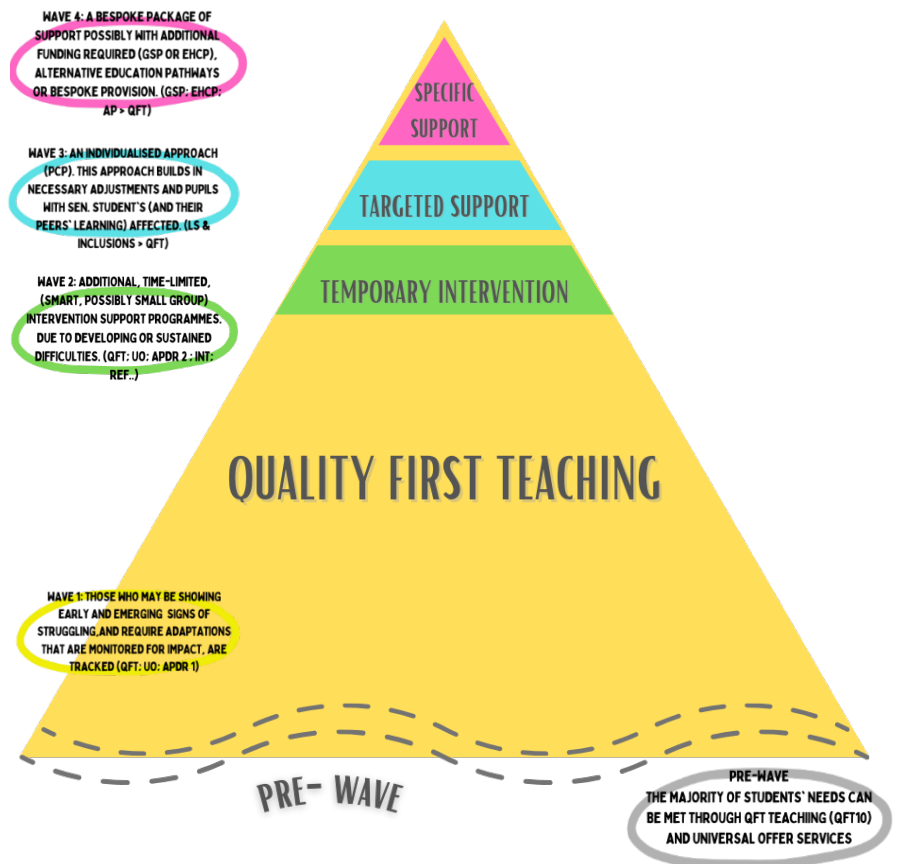 WAVE 4: A BESPOKE PACKAGE OF
SUPPORT POSSIBLY WITH ADDITIONAL
FUNDING REQUIRED (GSP OR EHCP),
ALTERNATIVE EDUCATION PATHWAYS
OR BESPOKE PROVISION. (GSP; EHCP;
AP > QFT)
SPECIFIC
SUPPORT
WAVE 3: AN INDIVIDUALISED APPROACH
(PCP). THIS APPROACH BUILDS IN
NECESSARY ADJUSTMENTS AND PUPILS
WITH SEN. STUDENT'S (AND THEIR
PEERS' LEARNING) AFFECTED. (LS &
INCLUSIONS > QFT)
TARGETED SUPPORT
WAVE 2: ADDITIONAL, TIME-LIMITED,
(SMART, POSSIBLY SMALL GROUP)
INTERVENTION SUPPORT PROGRAMMES.
DUE TO DEVELOPING OR SUSTAINED
DIFFICULTIES. (QFT; UO; APDR 2 ; INT;
REF..)
TEMPORARY INTERVENTION
QUALITY FIRST TEACHING
WAVE 1: THOSE WHO MAY BE SHOWING
EARLY AND EMERGING SIGNS OF
STRUGGLING,AND REQUIRE ADAPTATIONS
THAT ARE MONITORED FOR IMPACT, ARE
TRACKED (QFT; UO; APDR 1)
PRE- WAVE
PRE-WAVE
THE MAJORITY OF STUDENTS' NEEDS CAN
BE MET THROUGH QFT TEACHIING (QFT10)
AND UNIVERSAL OFFER SERVICES